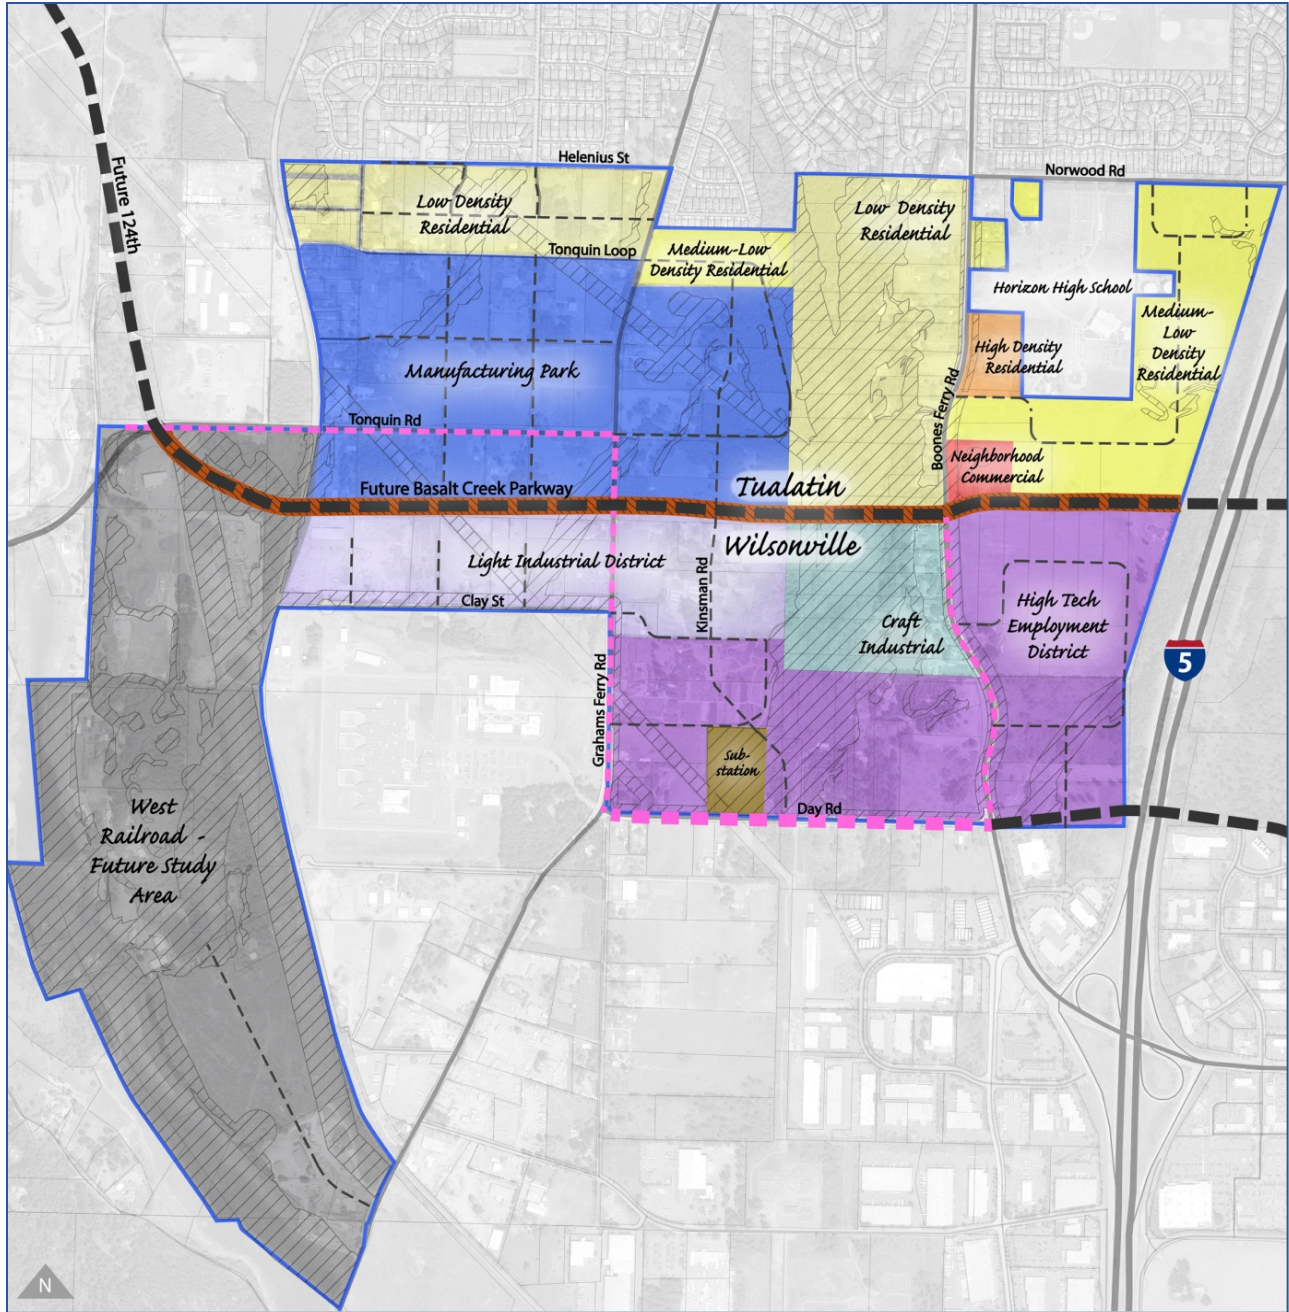 Helenius St
Norwood Rd
Future 124th
Low Density
Residential
Low Density
Residential
Tonquin Loop
Medium-Low
Density Residential
Horizon High School
Medium-
Low
Density
Residential
High Density
Residential
Manufacturing Park
Boones Ferry Rd
Tonquin Rd
Neighborhood
Commercial
Future Basalt Creek Parkway
Tualatin
Wilsonville
Light Industrial District
Kinsman Rd
Clay St
High Tech
Employment
District
Craft
Industrial
5
Grahams Ferry Rd
Sub-
station
Day Rd
West
Railroad -
Future Study
Area
N